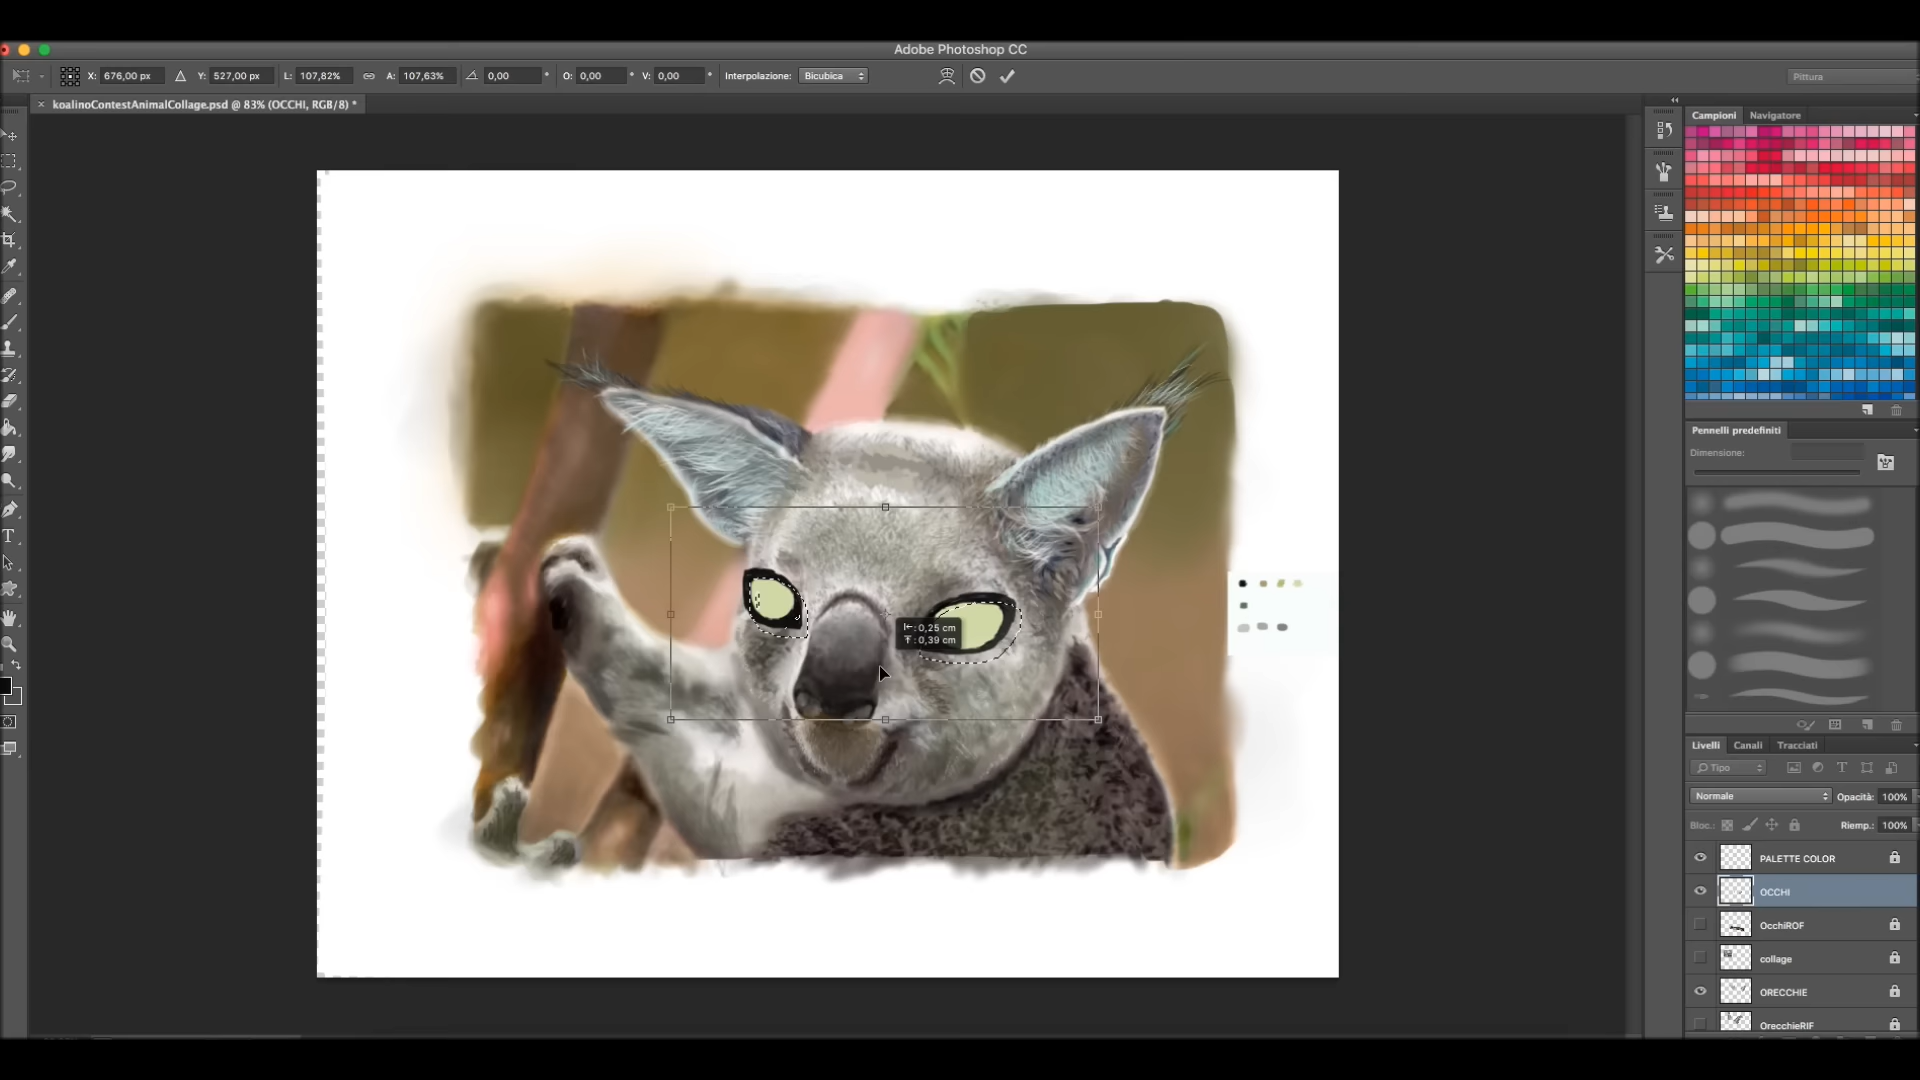 Adobe Photoshop CC
X: 676,00 px Y: 527,00 px L: 107,82% A: 107,63% 0,00 ° O: 0,00 ° V: 0,00 ° Interpolazione: Bicubica
Pittura
× koalinoContestAnimalCollage.psd @ 83% (OCCHI, RGB/8) *
Campioni Navigatore
Pennelli predefiniti
Dimensione:
: 0,25 cm
: 0,39 cm
Livelli Canali Tracciati
Tipo
Normale Opacità: 100%
Bloc.: Riemp.: 100%
PALETTE COLOR
OCCHI
OcchiROF
collage
ORECCHIE
OrecchieRIF